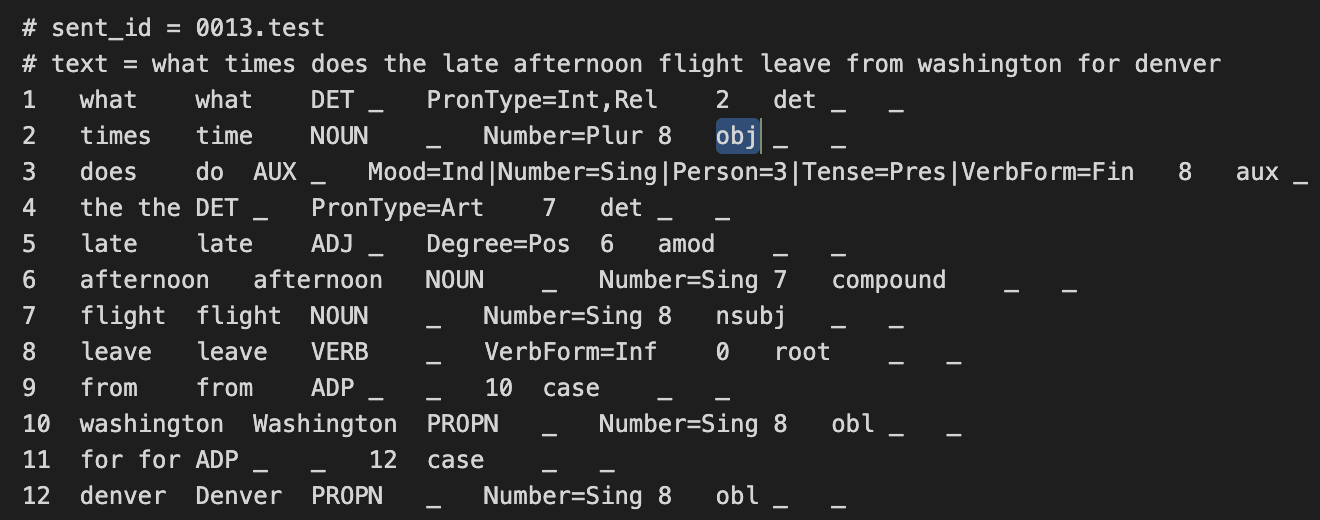 # sent_id = 0013.test
# text = what times does the late afternoon flight leave from washington for denver
1 what what DET _ PronType=Int,Rel 2 det _ _
2 times time NOUN _ Number=Plur 8 obj _ _
3 does do AUX _ Mood=Ind|Number=Sing|Person=3|Tense=Pres|VerbForm=Fin 8 aux _
4 the the DET _ PronType=Art 7 det _ _
5 late late ADJ _ Degree=Pos 6 amod _ _
6 afternoon afternoon NOUN _ Number=Sing 7 compound _ _
7 flight flight NOUN _ Number=Sing 8 nsubj _ _
8 leave leave VERB _ VerbForm=Inf 0 root _ _
9 from from ADP _ _ 10 case _ _
10 washington Washington PROPN _ Number=Sing 8 obl _ _
11 for for ADP _ _ 12 case _ _
12 denver Denver PROPN _ Number=Sing 8 obl _ _